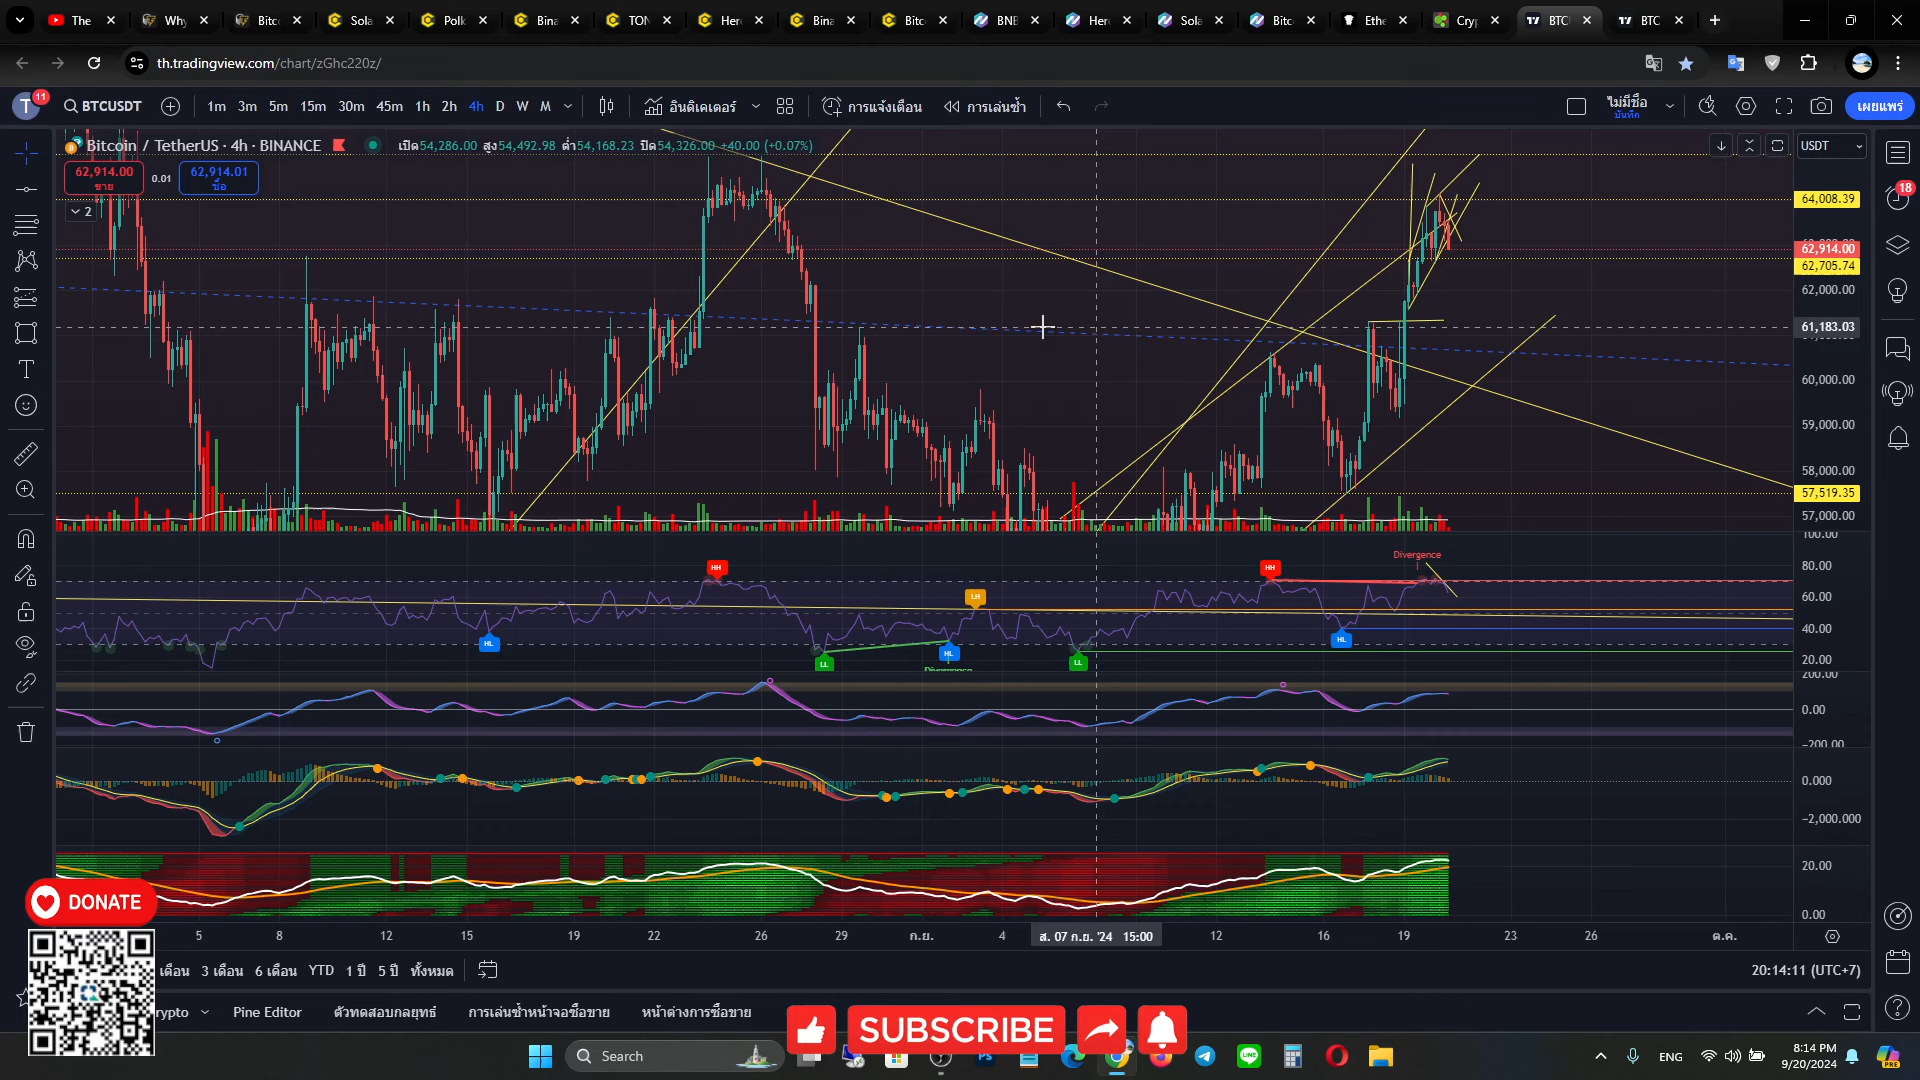 The
Why
Bitc
Sola
Polk
Bina
TON
Her
Bina
Bitc
BNB
Her
Sola
Bitc
Ethe
Cry
BTC
BTC
th.tradingview.com/chart/zGhc220z/
T
11
BTCUSDT
1m 3m 5m 15m 30m 45m 1h 2h 4h D W M
อินดิเคเตอร์
การแจ้งเตือน
การเล่นซ้ำ
ไม่มีชื่อ
บันทึก
เผยแพร่
Bitcoin / TetherUS · 4h · BINANCE
เปิด54,286.00 สูง54,492.98 ต่ำ54,168.23 ปิด54,326.00 +40.00 (+0.07%)
USDT
62,914.00
ขาย
0.01
62,914.01
ซื้อ
2
18
64,008.39
62,914.00
62,705.74
62,000.00
61,183.03
60,000.00
59,000.00
58,000.00
57,519.35
57,000.00
100.00
Divergence
HH
HH
80.00
LH
60.00
HL
HL
HL
40.00
LL
LL
Divergence
20.00
200.00
0.00
-200.00
0.000
-2,000.000
20.00
0.00
DONATE
5 8 12 15 19 22 26 29 ก.ย. 4 ส. 07 ก.ย. '24 15:00 12 16 19 23 26 ต.ค.
เดือน 3 เดือน 6 เดือน YTD 1 ปี 5 ปี ทั้งหมด
20:14:11 (UTC+7)
rypto
Pine Editor
ตัวทดสอบกลยุทธ์
การเล่นซ้ำหน้าจอซื้อขาย
หน้าต่างการซื้อขาย
SUBSCRIBE
Search
Ps
LINE
ENG
8:14 PM
9/20/2024
PRE